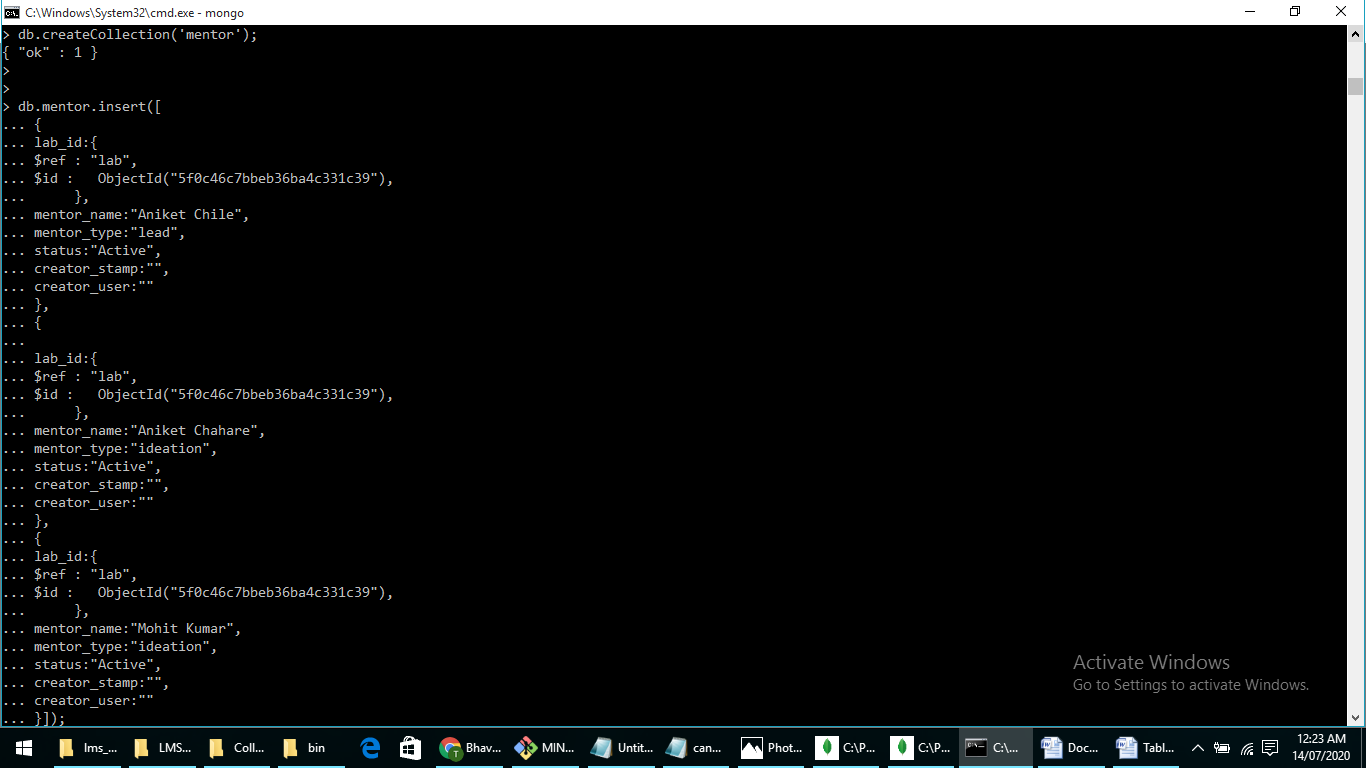 C:\Windows\System32\cmd.exe - mongo
> db.createCollection('mentor');
{ "ok" : 1 }
>
>
> db.mentor.insert([
... {
... lab_id:{
... $ref : "lab",
... $id :   ObjectId("5f0c46c7bbeb36ba4c331c39"),
...      },
... mentor_name:"Aniket Chile",
... mentor_type:"lead",
... status:"Active",
... creator_stamp:"",
... creator_user:""
... },
... {
...
... lab_id:{
... $ref : "lab",
... $id :   ObjectId("5f0c46c7bbeb36ba4c331c39"),
...      },
... mentor_name:"Aniket Chahare",
... mentor_type:"ideation",
... status:"Active",
... creator_stamp:"",
... creator_user:""
... },
... {
... lab_id:{
... $ref : "lab",
... $id :   ObjectId("5f0c46c7bbeb36ba4c331c39"),
...      },
... mentor_name:"Mohit Kumar",
... mentor_type:"ideation",
... status:"Active",
... creator_stamp:"",
... creator_user:""
... }]);
Activate Windows
Go to Settings to activate Windows.
lms_... LMS... Coll... bin Bhav... MIN... Untit... can... Phot... C:\P... C:\P... C:\... Doc... Tabl... 12:23 AM
14/07/2020